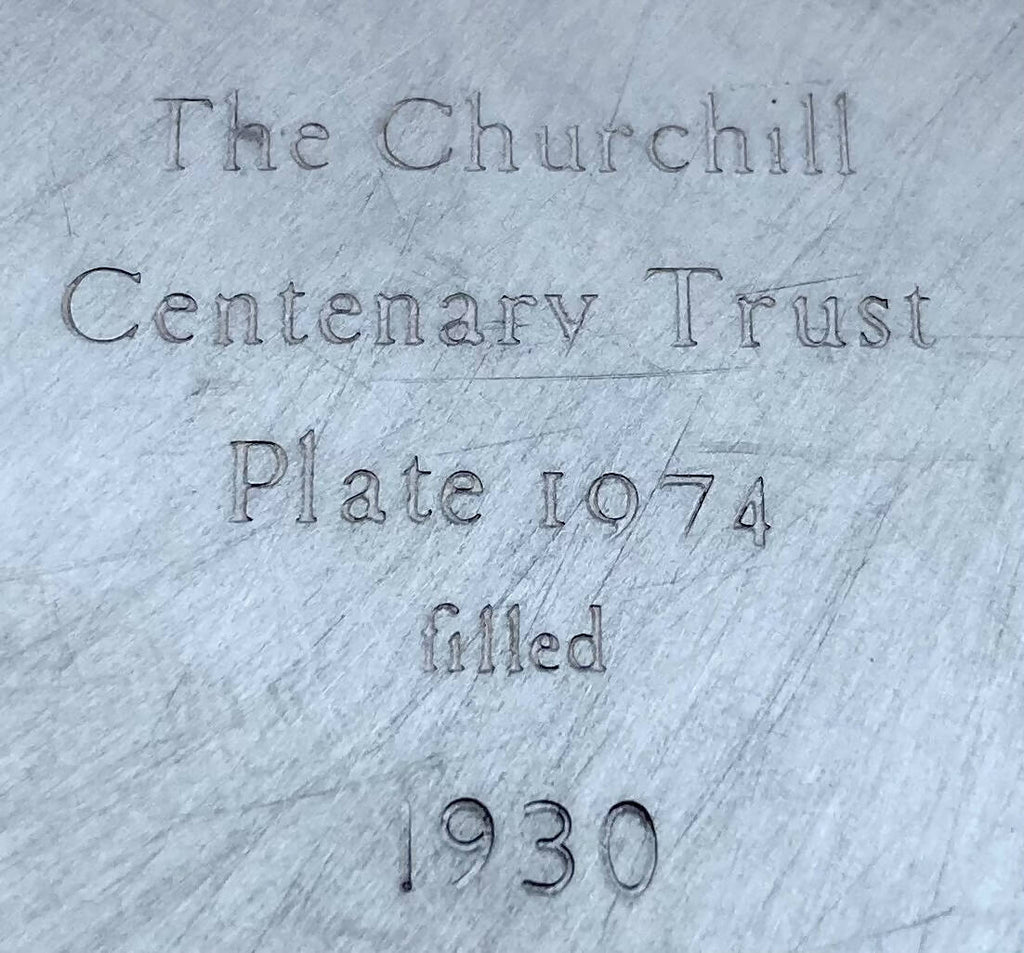 The Churchill
Centenary Trust
Plate 1974
filled
1930